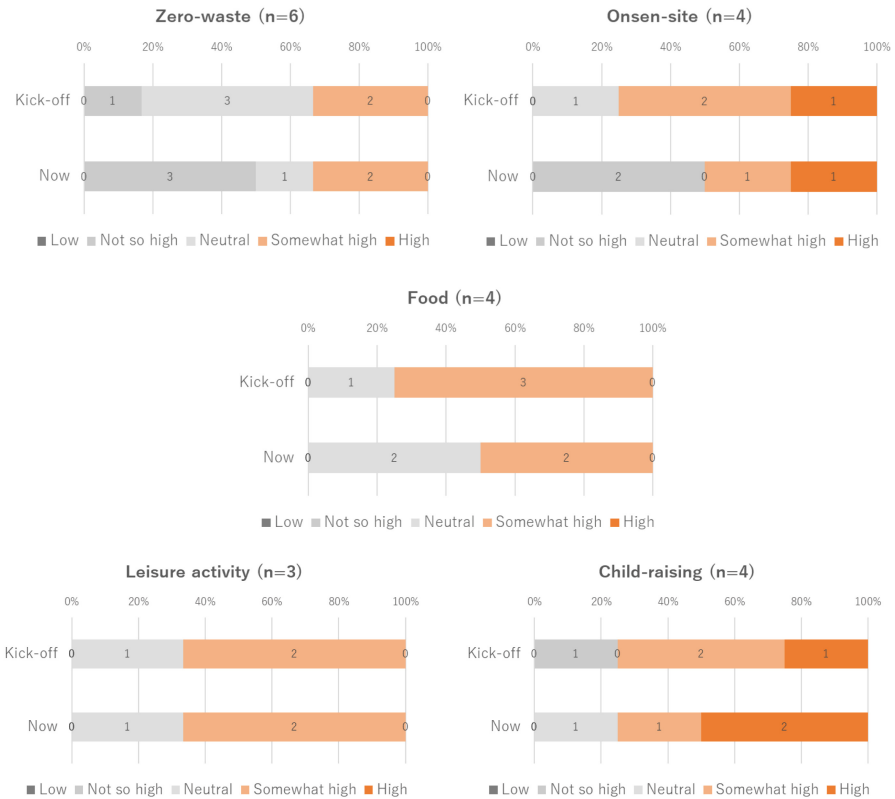 Zero-waste (n=6)
0% 20% 40% 60% 80% 100%
Kick-off 0 1 3 2 0
Now 0 3 1 2 0
Low Not so high Neutral Somewhat high High
Onsen-site (n=4)
0% 20% 40% 60% 80% 100%
Kick-off 0 1 2 1
Now 0 2 0 1 1
Low Not so high Neutral Somewhat high High
Food (n=4)
0% 20% 40% 60% 80% 100%
Kick-off 0 1 3 0
Now 0 2 2 0
Low Not so high Neutral Somewhat high High
Leisure activity (n=3)
0% 20% 40% 60% 80% 100%
Kick-off 0 1 2 0
Now 0 1 2 0
Low Not so high Neutral Somewhat high High
Child-raising (n=4)
0% 20% 40% 60% 80% 100%
Kick-off 0 1 0 2 1
Now 0 1 1 2
Low Not so high Neutral Somewhat high High